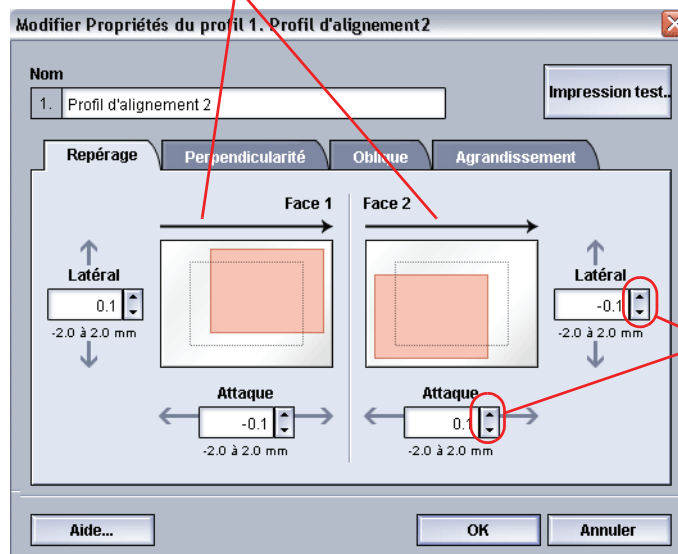 Modifier Propriétés du profil 1. Profil d'alignement2
Nom
1. Profil d'alignement 2
Impression test..
Repérage Perpendicularité Oblique Agrandissement
Face 1 Face 2
Latéral Latéral
0.1 -0.1
-2.0 à 2.0 mm -2.0 à 2.0 mm
Attaque Attaque
-0.1 0.1
-2.0 à 2.0 mm -2.0 à 2.0 mm
Aide... OK Annuler